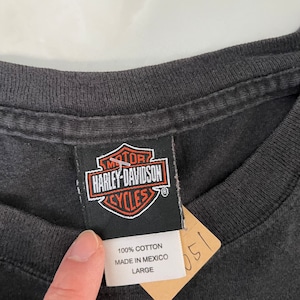 MOTOR
HARLEY-DAVIDSON
®
CYCLES
100% COTTON
MADE IN MEXICO
LARGE
051